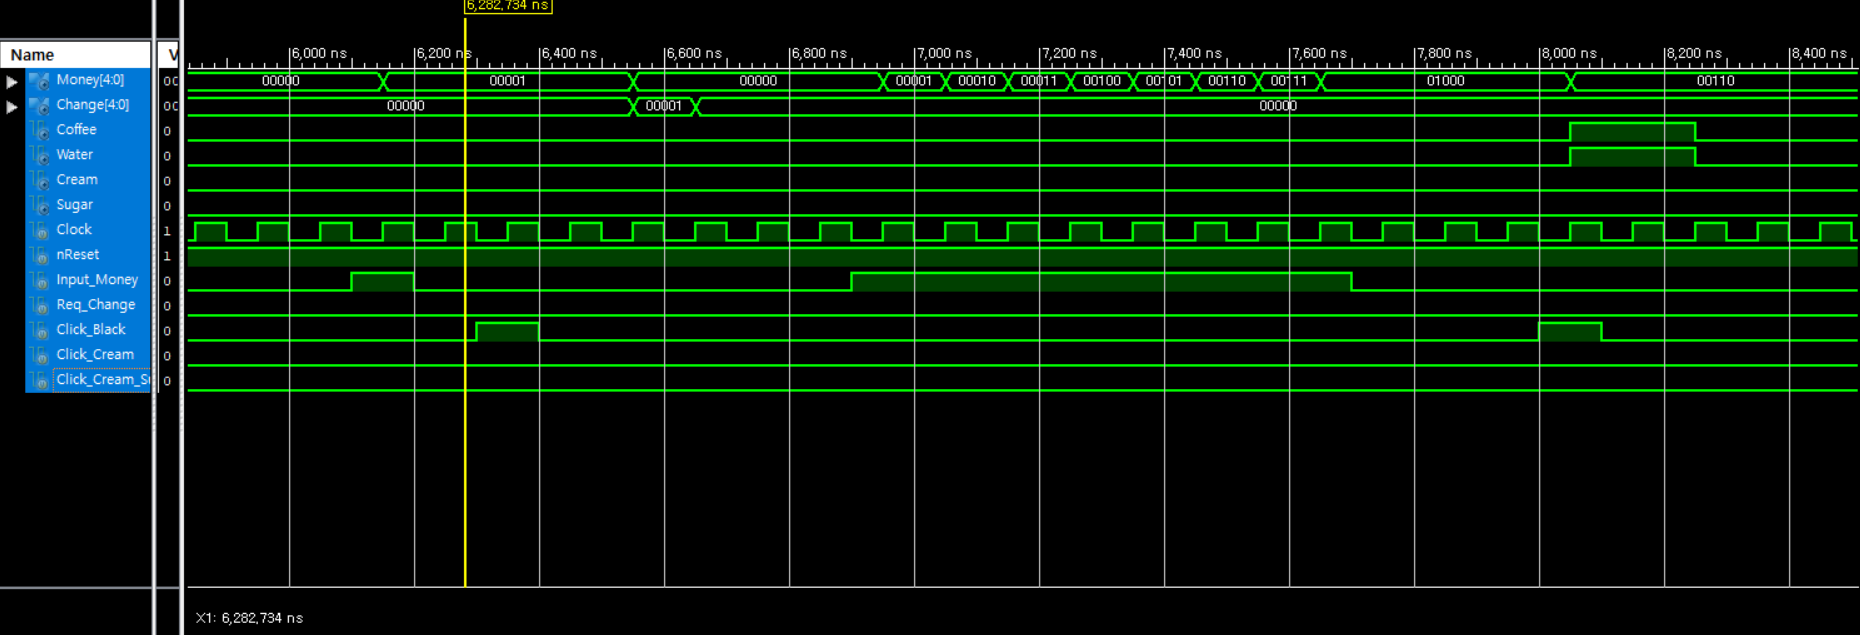 6,282.734 ns
Name V 6,000 ns 6,200 ns 6,400 ns 6,600 ns 6,800 ns 7,000 ns 7,200 ns 7,400 ns 7,600 ns 7,800 ns 8,000 ns 8,200 ns 8,400 ns
Money[4:0] 00000 00001 00000 00001 00010 00011 00100 00101 00110 00111 01000 00110
Change[4:0] 00000 00001 00000
Coffee 0
Water 0
Cream 0
Sugar 0
Clock 1
nReset 1
Input_Money 0
Req_Change 0
Click_Black 0
Click_Cream 0
Click_Cream_S 0
X1: 6,282.734 ns